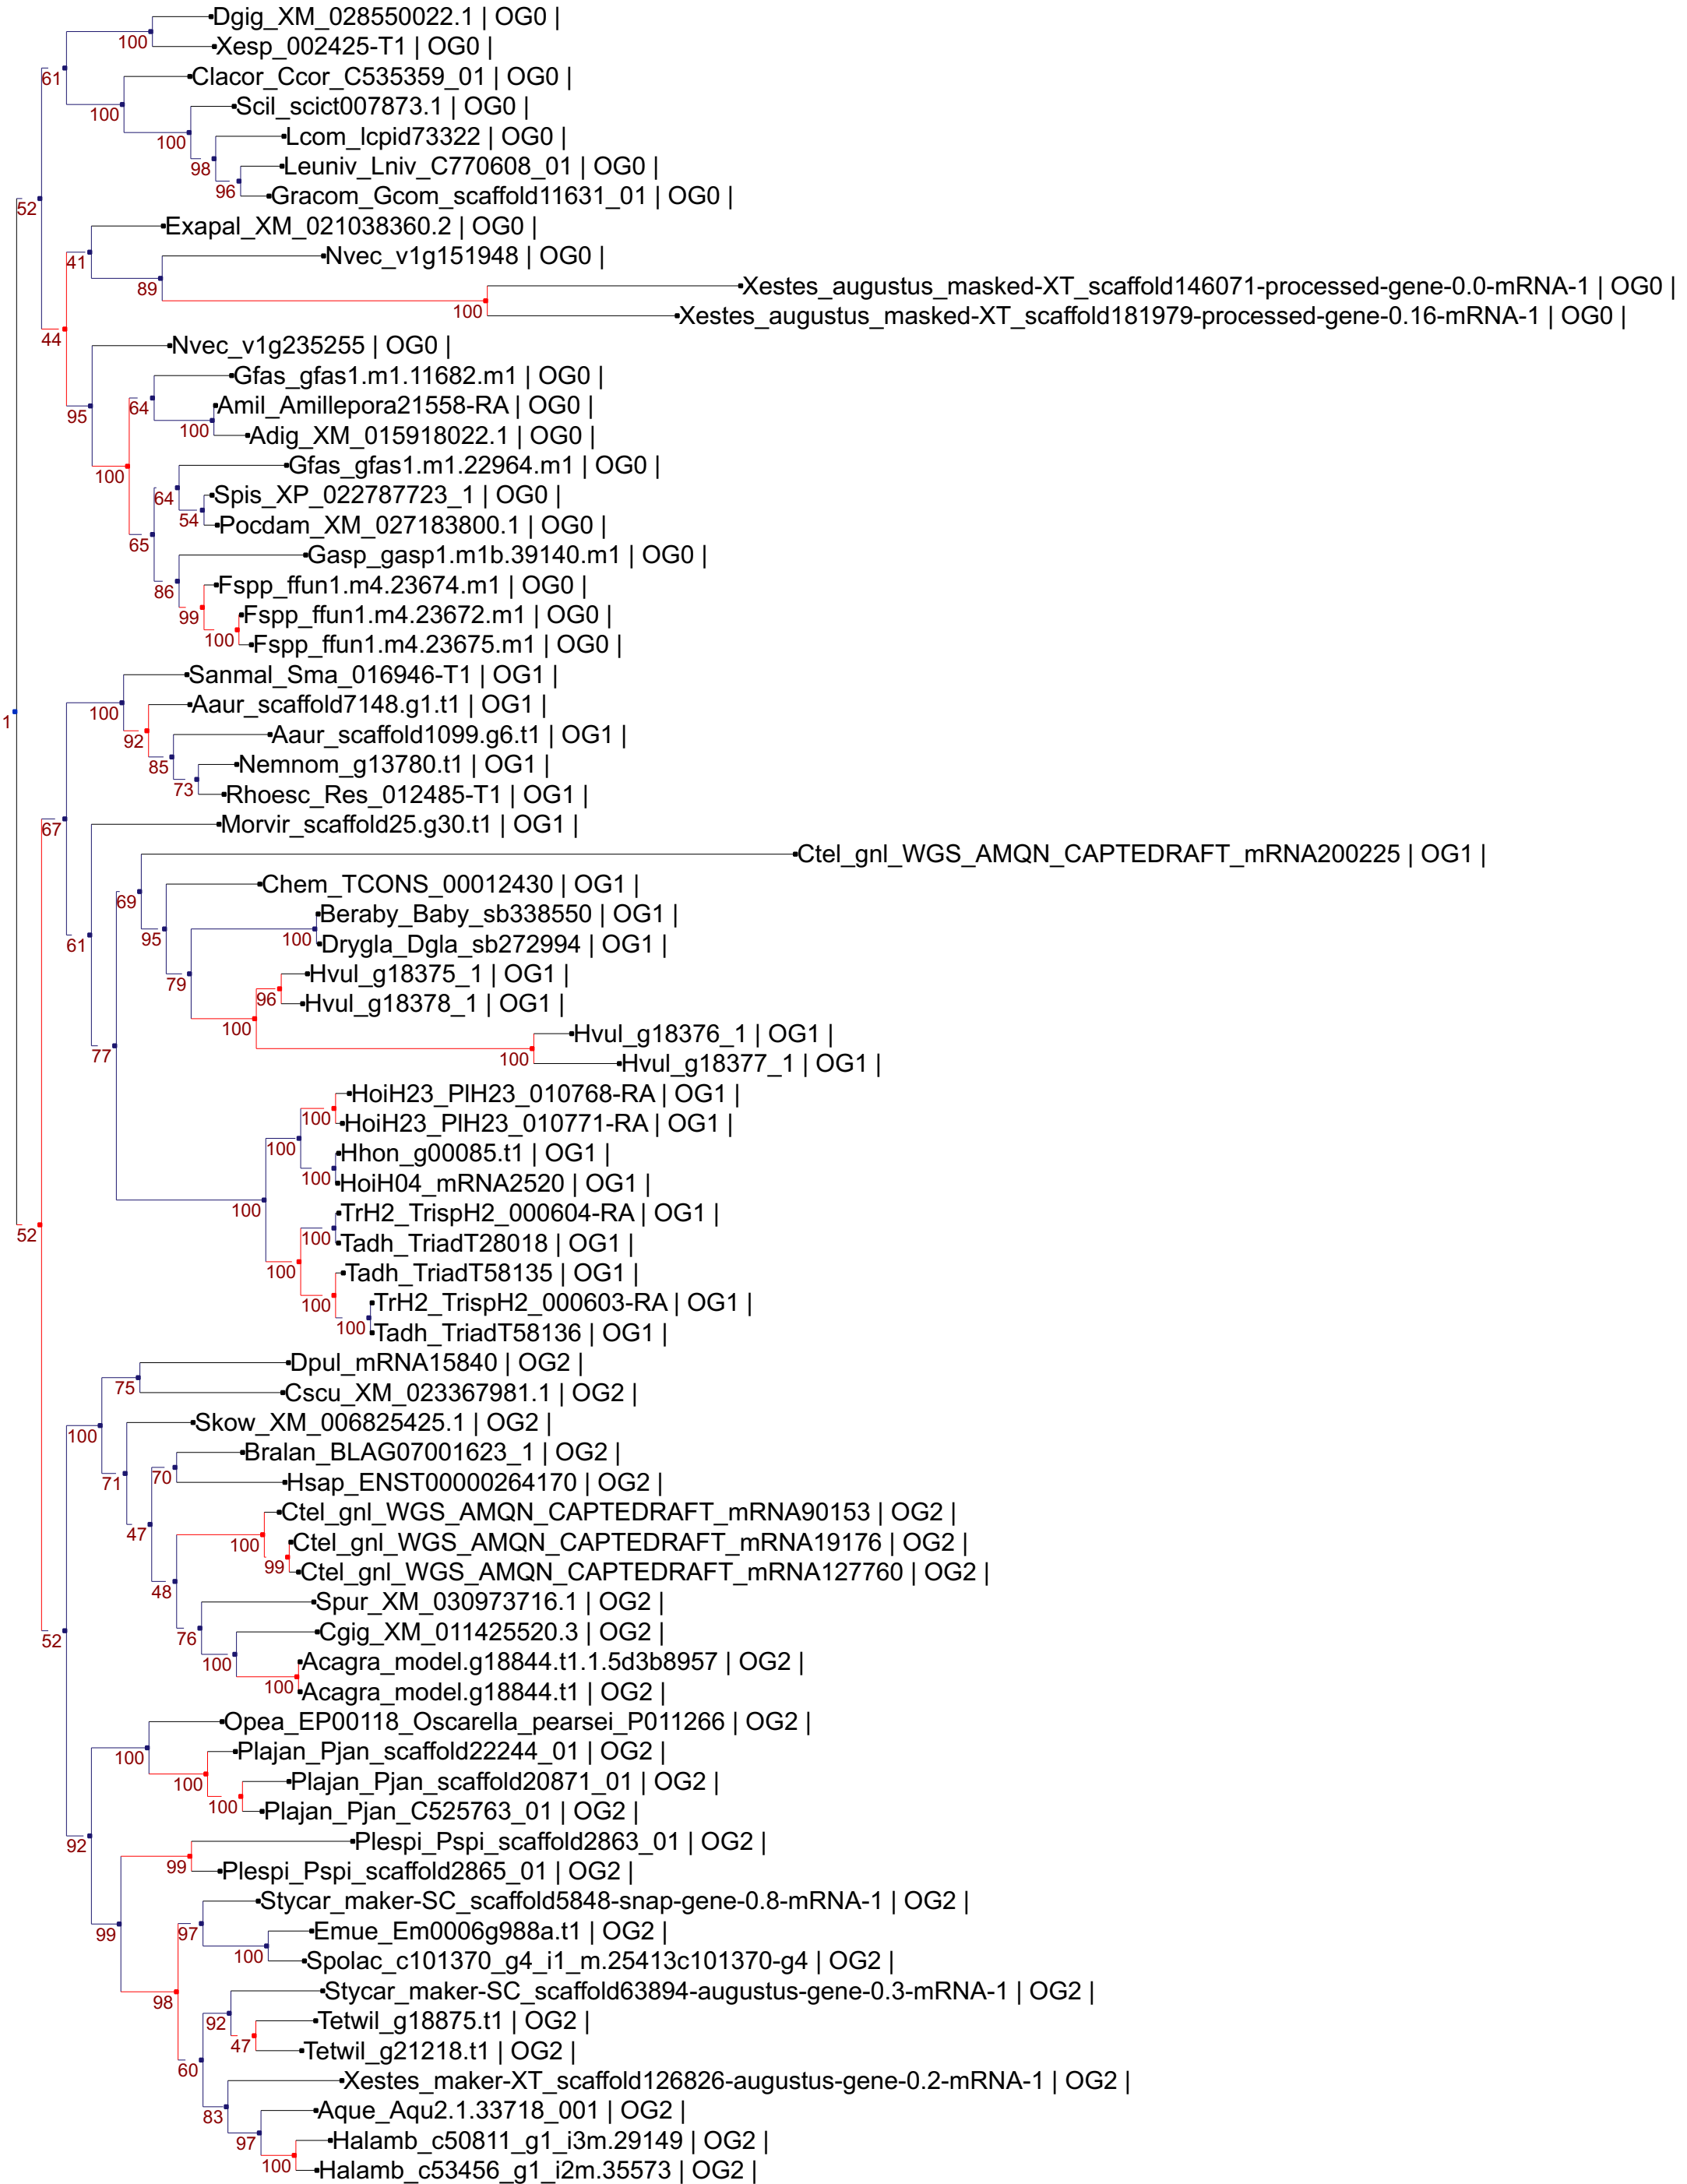 Dgig_XM_028550022.1 | OG0 |
100
Xesp_002425-T1 | OG0 |
61
Clacor_Ccor_C535359_01 | OG0 |
100
Scil_scict007873.1 | OG0 |
100
Lcom_lcpid73322 | OG0 |
98
Leuniv_Lniv_C770608_01 | OG0 |
96
Gracom_Gcom_scaffold11631_01 | OG0 |
52
Exapal_XM_021038360.2 | OG0 |
41
Nvec_v1g151948 | OG0 |
89
Xestes_augustus_masked-XT_scaffold146071-processed-gene-0.0-mRNA-1 | OG0 |
100
Xestes_augustus_masked-XT_scaffold181979-processed-gene-0.16-mRNA-1 | OG0 |
44
Nvec_v1g235255 | OG0 |
Gfas_gfas1.m1.11682.m1 | OG0 |
95
64
Amil_Amillepora21558-RA | OG0 |
100
Adig_XM_015918022.1 | OG0 |
Gfas_gfas1.m1.22964.m1 | OG0 |
100
64
Spis_XP_022787723_1 | OG0 |
54
Pocdam_XM_027183800.1 | OG0 |
65
Gasp_gasp1.m1b.39140.m1 | OG0 |
86
Fspp_ffun1.m4.23674.m1 | OG0 |
99
Fspp_ffun1.m4.23672.m1 | OG0 |
100
Fspp_ffun1.m4.23675.m1 | OG0 |
Sanmal_Sma_016946-T1 | OG1 |
100
Aaur_scaffold7148.g1.t1 | OG1 |
1
92
Aaur_scaffold1099.g6.t1 | OG1 |
85
Nemnom_g13780.t1 | OG1 |
73
Rhoesc_Res_012485-T1 | OG1 |
67
Morvir_scaffold25.g30.t1 | OG1 |
Ctel_gnl_WGS_AMQN_CAPTEDRAFT_mRNA200225 | OG1 |
69
Chem_TCONS_00012430 | OG1 |
Beraby_Baby_sb338550 | OG1 |
61
95
100
Drygla_Dgla_sb272994 | OG1 |
79
Hvul_g18375_1 | OG1 |
96
Hvul_g18378_1 | OG1 |
100
Hvul_g18376_1 | OG1 |
77
100
Hvul_g18377_1 | OG1 |
HoiH23_PlH23_010768-RA | OG1 |
100
HoiH23_PlH23_010771-RA | OG1 |
100
Hhon_g00085.t1 | OG1 |
100
HoiH04_mRNA2520 | OG1 |
100
TrH2_TrispH2_000604-RA | OG1 |
52
100
Tadh_TriadT28018 | OG1 |
100
Tadh_TriadT58135 | OG1 |
100
TrH2_TrispH2_000603-RA | OG1 |
100
Tadh_TriadT58136 | OG1 |
Dpul_mRNA15840 | OG2 |
75
Cscu_XM_023367981.1 | OG2 |
Skow_XM_006825425.1 | OG2 |
100
Bralan_BLAG07001623_1 | OG2 |
71
70
Hsap_ENST00000264170 | OG2 |
Ctel_gnl_WGS_AMQN_CAPTEDRAFT_mRNA90153 | OG2 |
47
100
Ctel_gnl_WGS_AMQN_CAPTEDRAFT_mRNA19176 | OG2 |
99
Ctel_gnl_WGS_AMQN_CAPTEDRAFT_mRNA127760 | OG2 |
48
Spur_XM_030973716.1 | OG2 |
52
76
Cgig_XM_011425520.3 | OG2 |
100
Acagra_model.g18844.t1.1.5d3b8957 | OG2 |
100
Acagra_model.g18844.t1 | OG2 |
Opea_EP00118_Oscarella_pearsei_P011266 | OG2 |
100
Plajan_Pjan_scaffold22244_01 | OG2 |
100
Plajan_Pjan_scaffold20871_01 | OG2 |
100
Plajan_Pjan_C525763_01 | OG2 |
92
Plespi_Pspi_scaffold2863_01 | OG2 |
99
Plespi_Pspi_scaffold2865_01 | OG2 |
Stycar_maker-SC_scaffold5848-snap-gene-0.8-mRNA-1 | OG2 |
99
97
Emue_Em0006g988a.t1 | OG2 |
100
Spolac_c101370_g4_i1_m.25413c101370-g4 | OG2 |
Stycar_maker-SC_scaffold63894-augustus-gene-0.3-mRNA-1 | OG2 |
98
92
Tetwil_g18875.t1 | OG2 |
47
Tetwil_g21218.t1 | OG2 |
60
Xestes_maker-XT_scaffold126826-augustus-gene-0.2-mRNA-1 | OG2 |
83
Aque_Aqu2.1.33718_001 | OG2 |
97
Halamb_c50811_g1_i3m.29149 | OG2 |
100
Halamb_c53456_g1_i2m.35573 | OG2 |